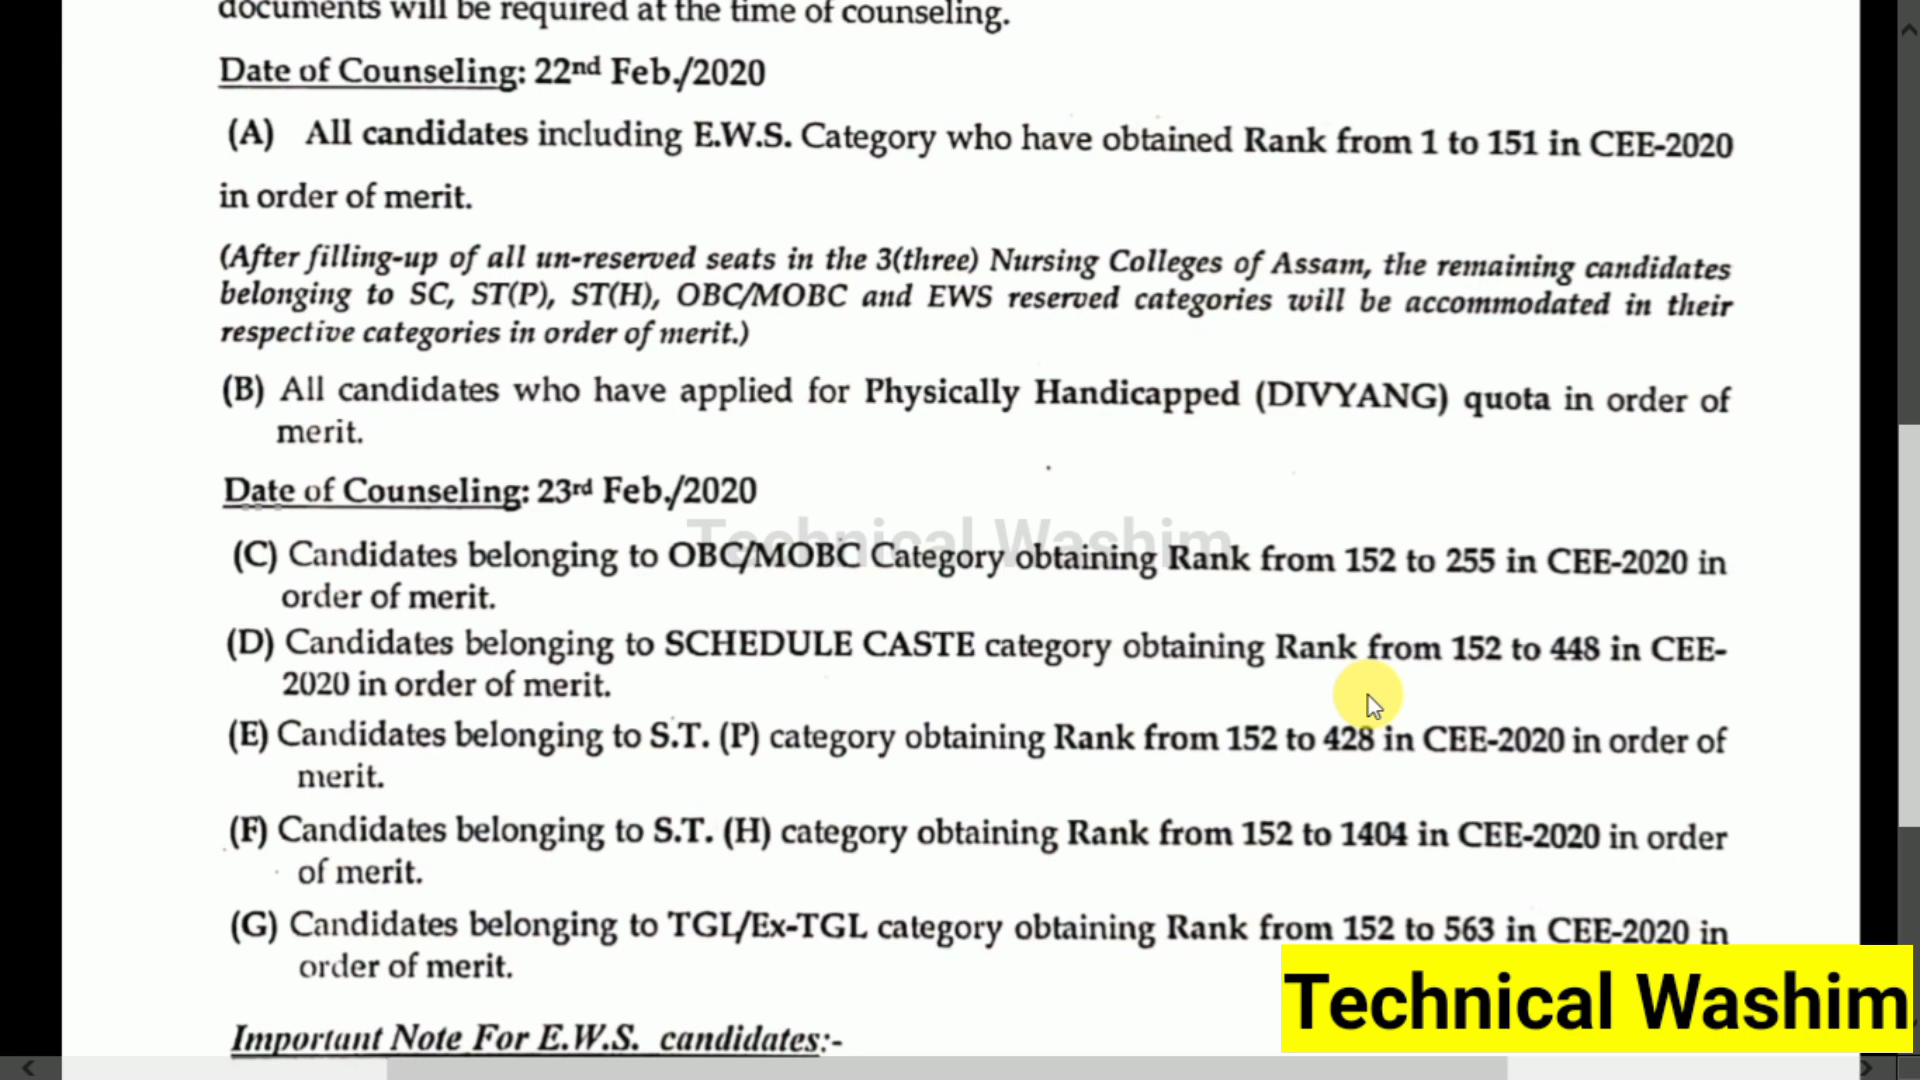 documents will be required at the time of counseling.
Date of Counseling: 22nd Feb./2020
(A) All candidates including E.W.S. Category who have obtained Rank from 1 to 151 in CEE-2020
in order of merit.
(After filling-up of all un-reserved seats in the 3(three) Nursing Colleges of Assam, the remaining candidates
belonging to SC, ST(P), ST(H), OBC/MOBC and EWS reserved categories will be accommodated in their
respective categories in order of merit.)
(B) All candidates who have applied for Physically Handicapped (DIVYANG) quota in order of
merit.
Date of Counseling: 23rd Feb./2020
Technical Washim
(C) Candidates belonging to OBC/MOBC Category obtaining Rank from 152 to 255 in CEE-2020 in
order of merit.
(D) Candidates belonging to SCHEDULE CASTE category obtaining Rank from 152 to 448 in CEE-
2020 in order of merit.
(E) Candidates belonging to S.T. (P) category obtaining Rank from 152 to 428 in CEE-2020 in order of
merit.
(F) Candidates belonging to S.T. (H) category obtaining Rank from 152 to 1404 in CEE-2020 in order
of merit.
(G) Candidates belonging to TGL/Ex-TGL category obtaining Rank from 152 to 563 in CEE-2020 in
order of merit.
Technical Washim
Important Note For E.W.S. candidates:-